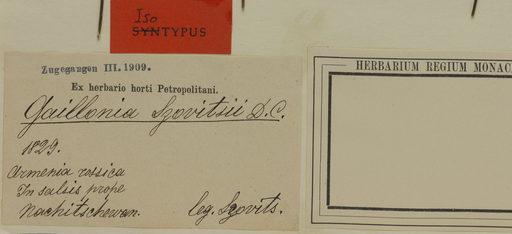 Iso
SYNTYPUS
Zugegangen III. 1909.
Ex herbario horti Petropolitani.
Gaillonia Szovitsii D.C.
1829.
Armenia rossica
In salsis prope
Nachitschewan.
leg. Szovits.
HERBARIUM REGIUM MONAC